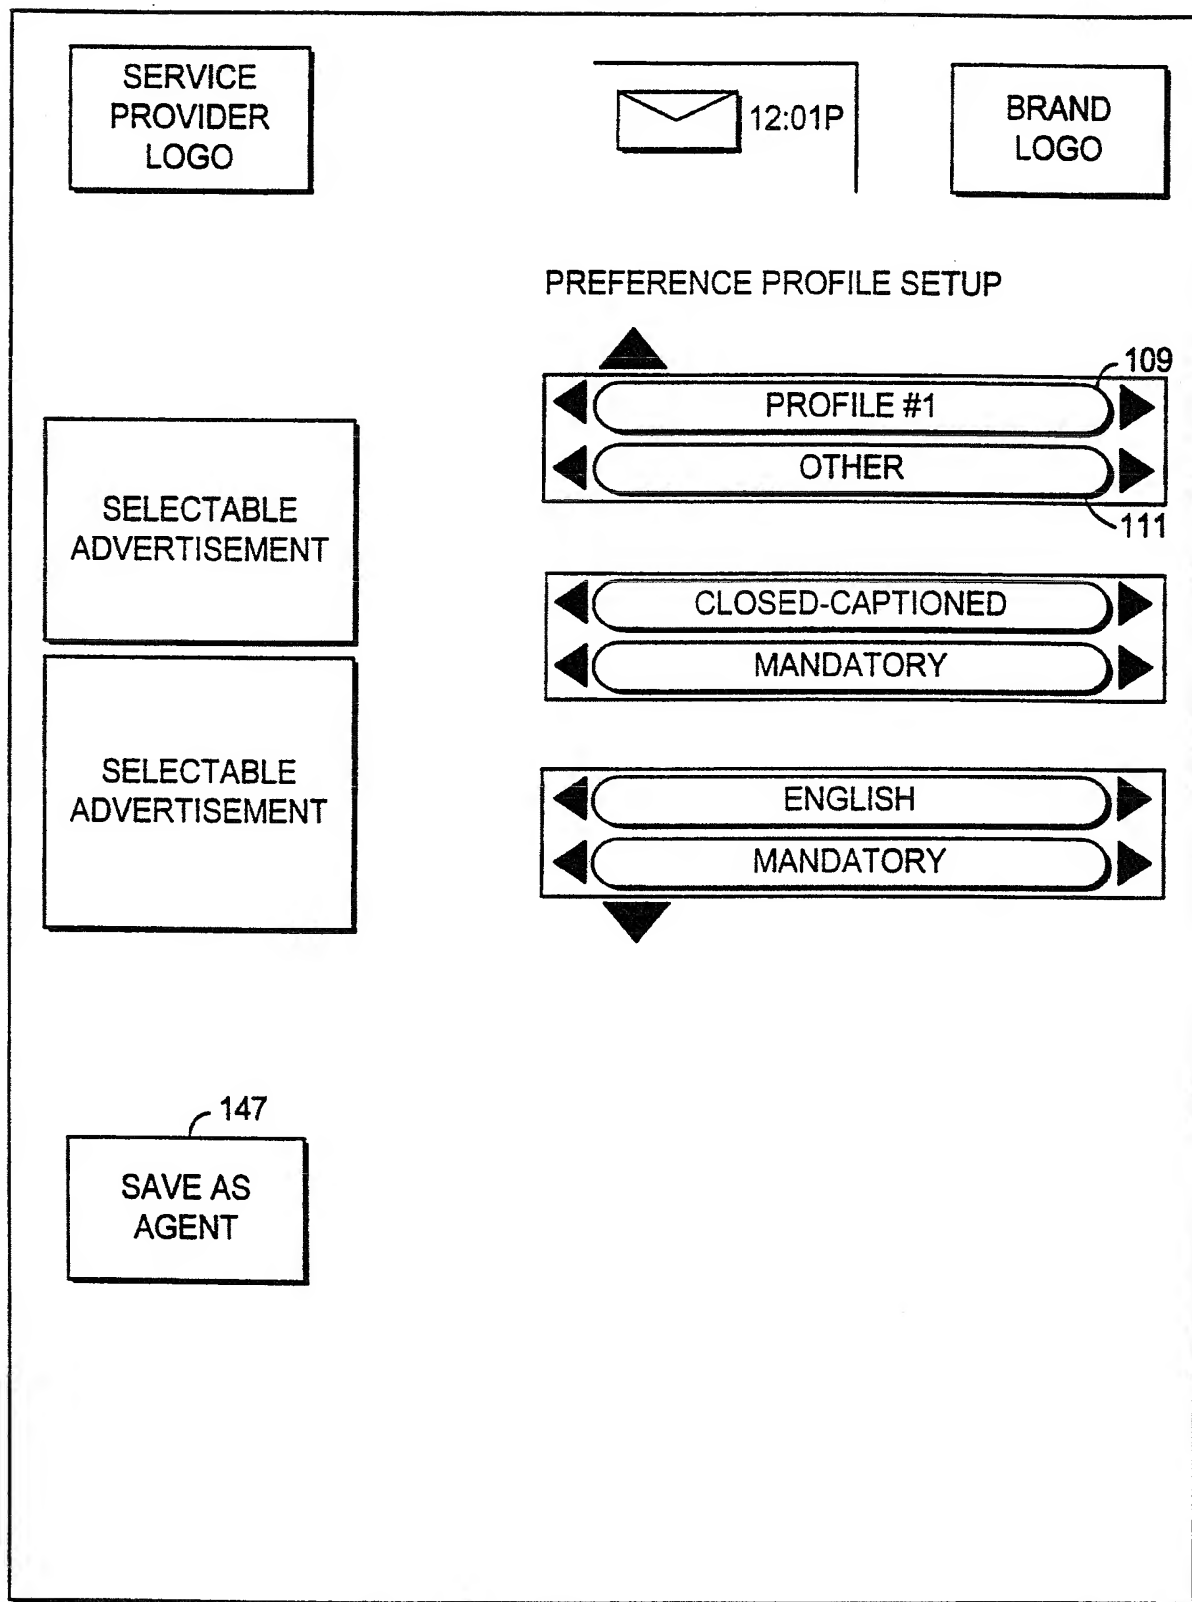 SERVICE
PROVIDER
LOGO
12:01P
BRAND
LOGO
PREFERENCE PROFILE SETUP
109
PROFILE #1
OTHER
111
SELECTABLE
ADVERTISEMENT
CLOSED-CAPTIONED
MANDATORY
SELECTABLE
ADVERTISEMENT
ENGLISH
MANDATORY
147
SAVE AS
AGENT